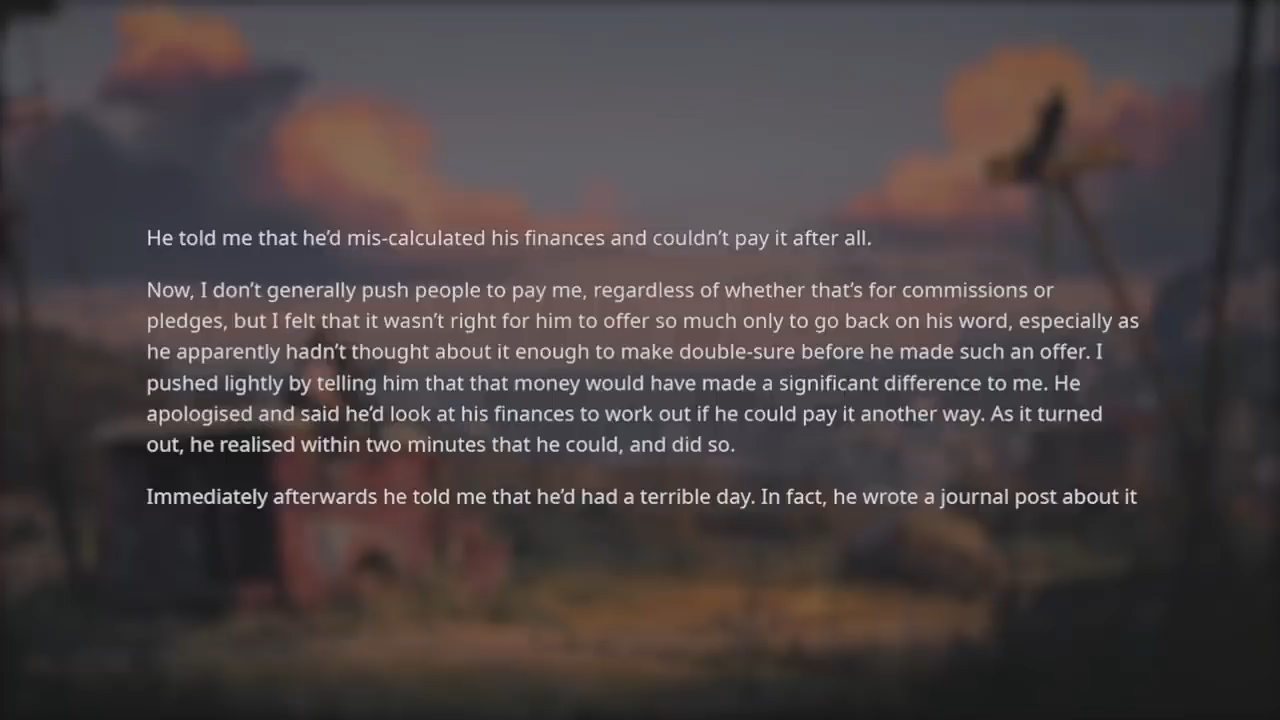 He told me that he’d mis-calculated his finances and couldn’t pay it after all.
Now, I don’t generally push people to pay me, regardless of whether that’s for commissions or
pledges, but I felt that it wasn’t right for him to offer so much only to go back on his word, especially as
he apparently hadn’t thought about it enough to make double-sure before he made such an offer. I
pushed lightly by telling him that that money would have made a significant difference to me. He
apologised and said he’d look at his finances to work out if he could pay it another way. As it turned
out, he realised within two minutes that he could, and did so.
Immediately afterwards he told me that he’d had a terrible day. In fact, he wrote a journal post about it